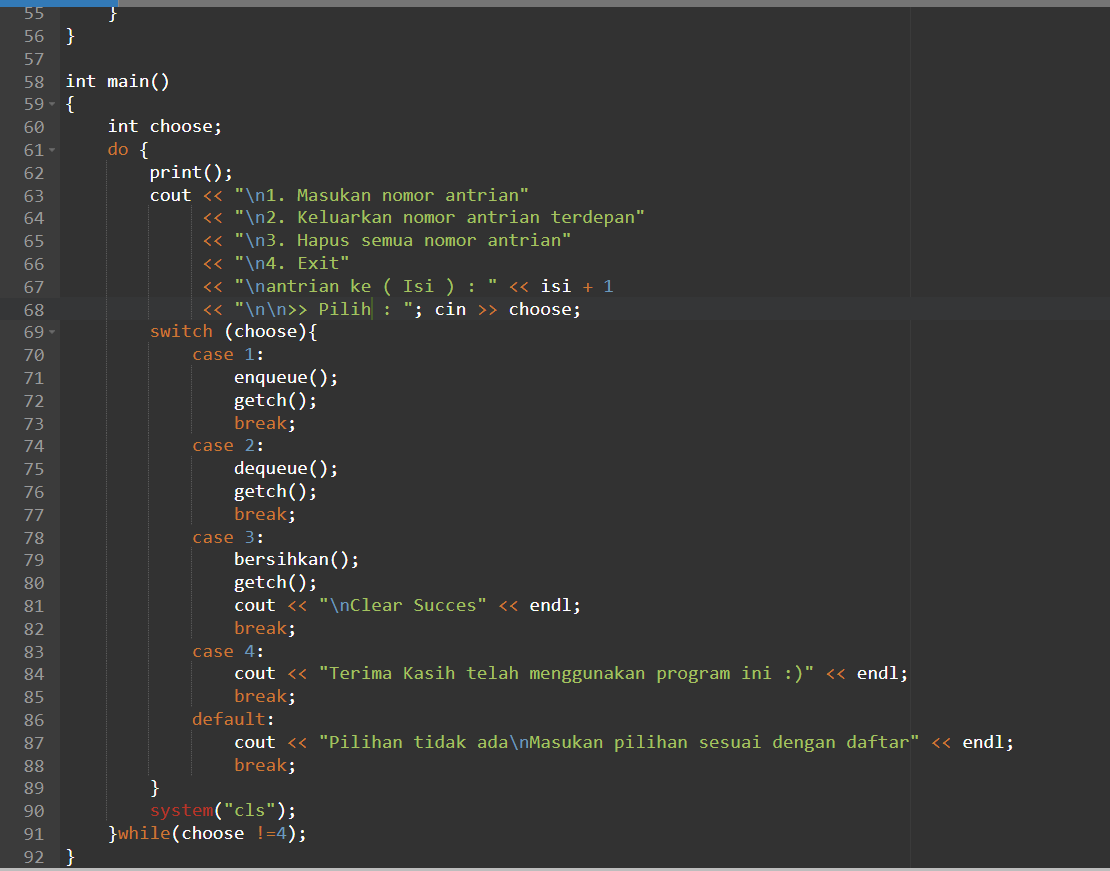 55 }
56 }
57
58 int main()
59 {
60 int choose;
61 do {
62 print();
63 cout << "\n1. Masukan nomor antrian"
64 << "\n2. Keluarkan nomor antrian terdepan"
65 << "\n3. Hapus semua nomor antrian"
66 << "\n4. Exit"
67 << "\nantrian ke ( Isi ) : " << isi + 1
68 << "\n\n>> Pilih : "; cin >> choose;
69 switch (choose){
70 case 1:
71 enqueue();
72 getch();
73 break;
74 case 2:
75 dequeue();
76 getch();
77 break;
78 case 3:
79 bersihkan();
80 getch();
81 cout << "\nClear Succes" << endl;
82 break;
83 case 4:
84 cout << "Terima Kasih telah menggunakan program ini :)" << endl;
85 break;
86 default:
87 cout << "Pilihan tidak ada\nMasukan pilihan sesuai dengan daftar" << endl;
88 break;
89 }
90 system("cls");
91 }while(choose !=4);
92 }